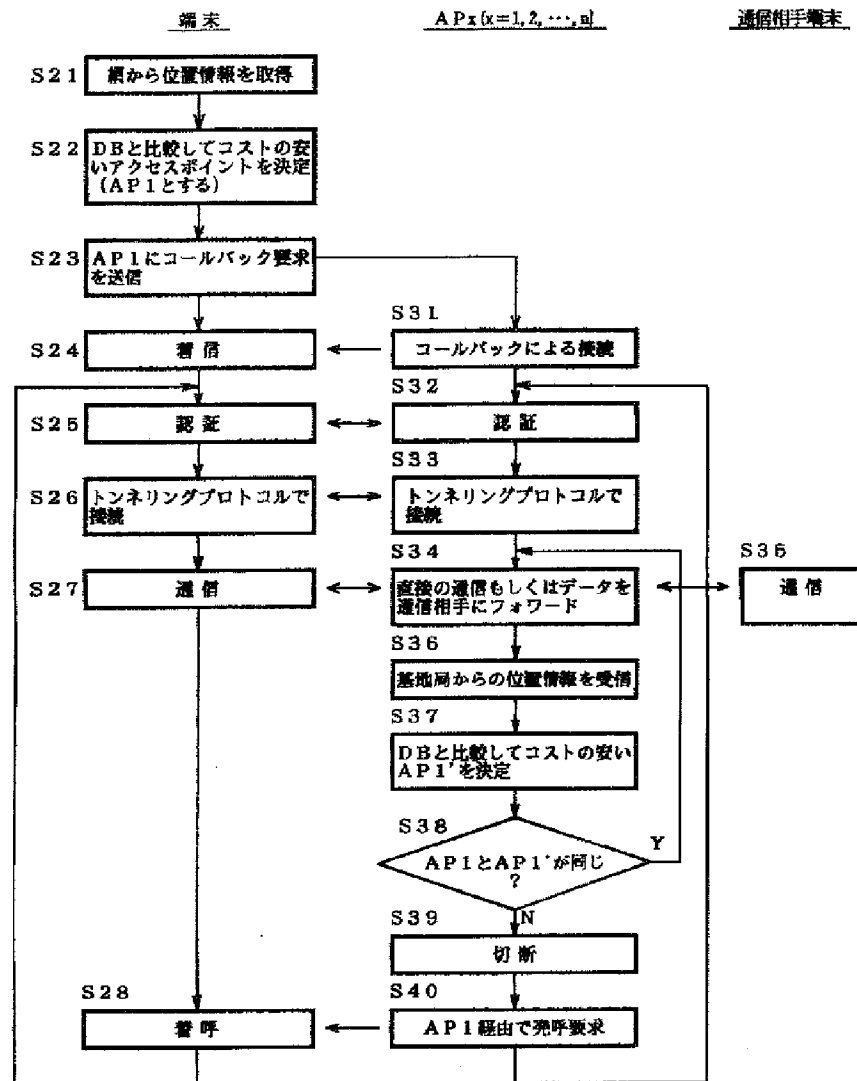 端末
APx(x=1,2,…,n)
通信相手端末
S21
網から位置情報を取得
S22
DBと比較してコストの安
いアクセスポイントを決定
(AP1とする)
S23
AP1にコールバック要求
を送信
S31
S24
着信
コールバックによる接続
S32
S25
認証
認証
S33
S26
トンネリングプロトコルで
接続
トンネリングプロトコルで
接続
S34
S35
S27
通信
直接の通信もしくはデータを
通信相手にフォワード
通信
S36
基地局からの位置情報を受信
S37
DBと比較してコストの安い
AP1'を決定
S38
Y
AP1とAP1'が同じ
?
N
S39
切断
S28
S40
着呼
AP1経由で発呼要求